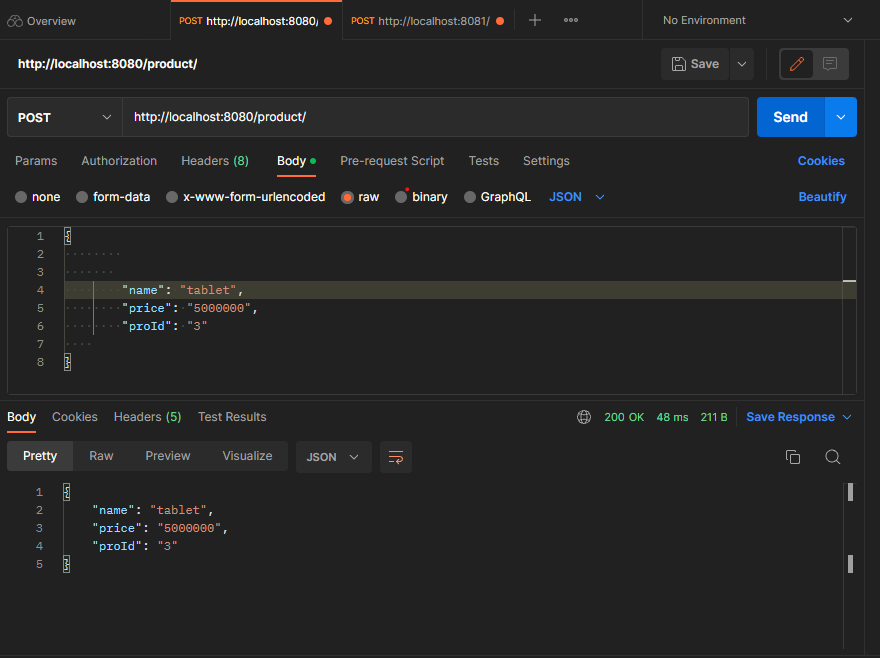 Overview
POST http://localhost:8080/
POST http://localhost:8081/
No Environment
http://localhost:8080/product/
Save
POST
http://localhost:8080/product/
Send
Params Authorization Headers (8) Body Pre-request Script Tests Settings Cookies
none form-data x-www-form-urlencoded raw binary GraphQL JSON Beautify
1 {
2
3
4 "name": "tablet",
5 "price": "5000000",
6 "proId": "3"
7
8 }
Body Cookies Headers (5) Test Results 200 OK 48 ms 211 B Save Response
Pretty Raw Preview Visualize JSON
1 {
2 "name": "tablet",
3 "price": "5000000",
4 "proId": "3"
5 }